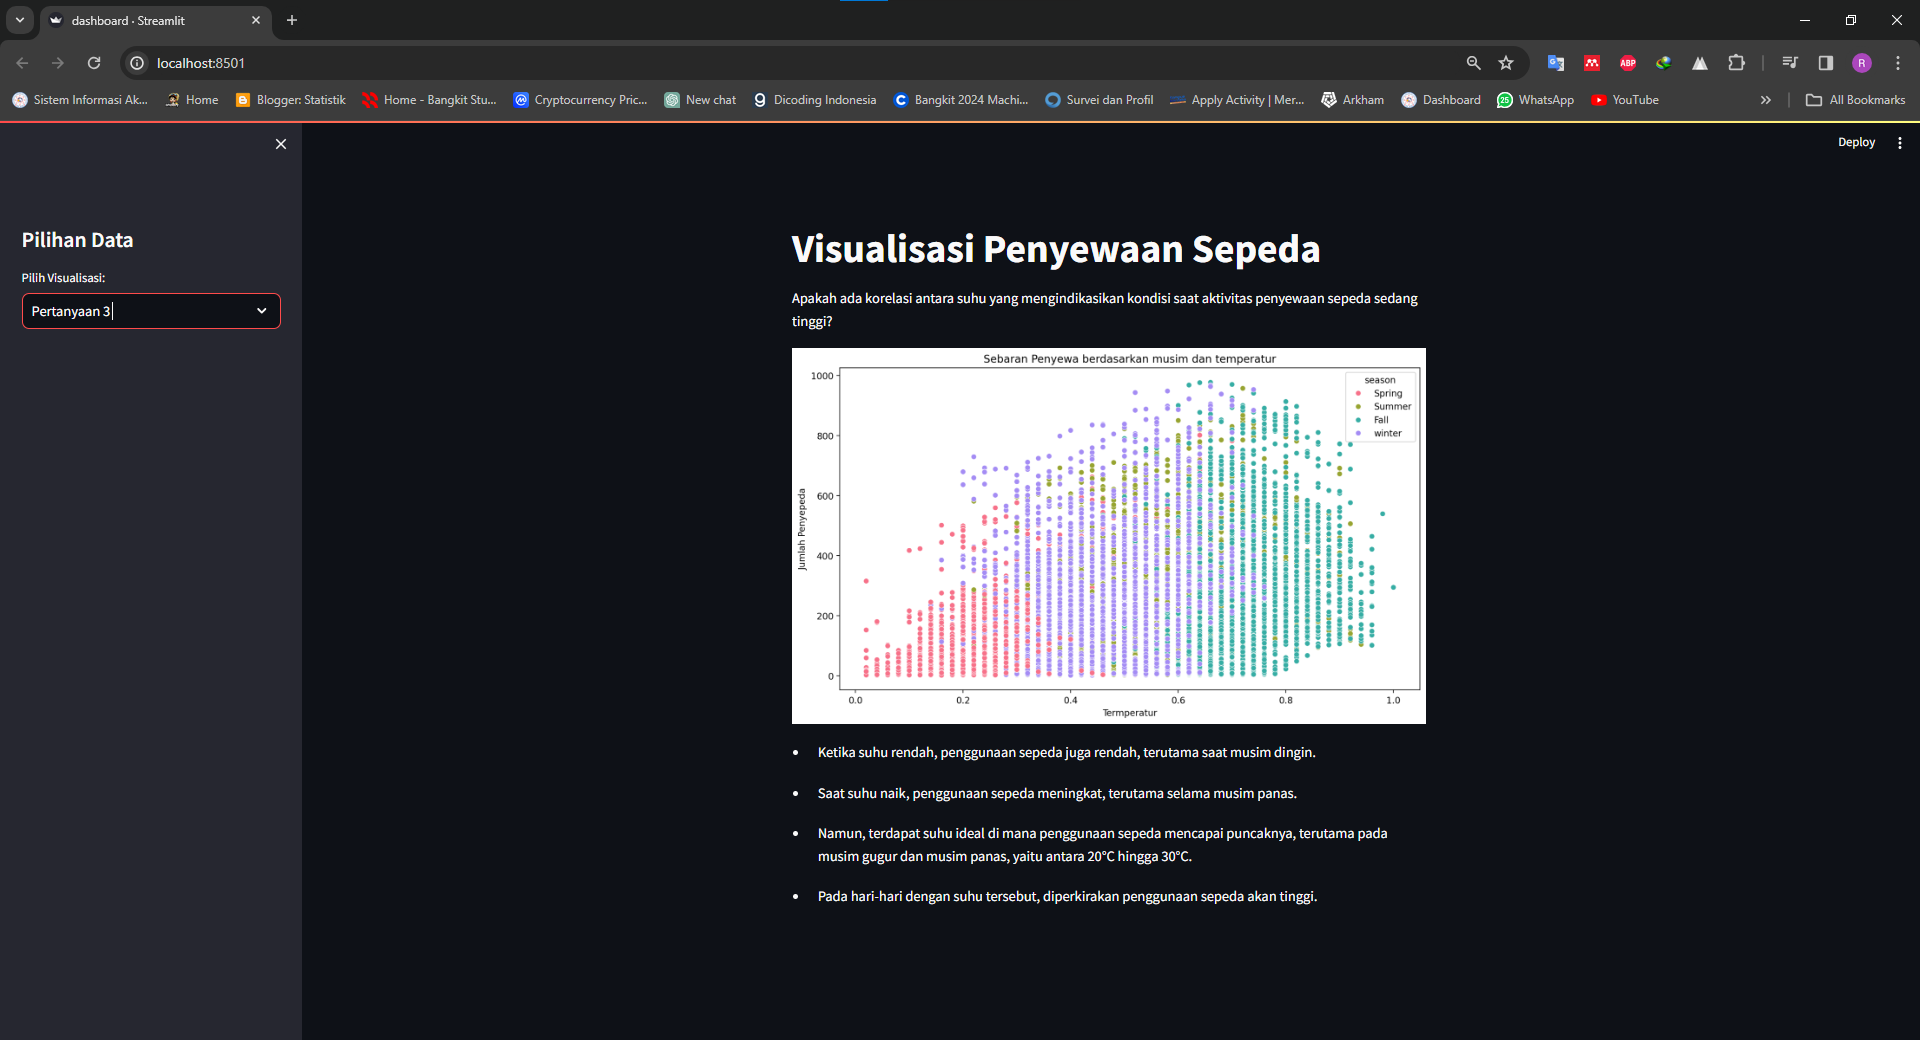 dashboard · Streamlit
localhost:8501
Sistem Informasi Ak...
Home
Blogger: Statistik
Home - Bangkit Stu...
Cryptocurrency Pric...
New chat
Dicoding Indonesia
Bangkit 2024 Machi...
Survei dan Profil
Apply Activity | Mer...
Arkham
Dashboard
25
WhatsApp
YouTube
All Bookmarks
ABP
R
Deploy
Pilihan Data
Pilih Visualisasi:
Pertanyaan 3
Visualisasi Penyewaan Sepeda
Apakah ada korelasi antara suhu yang mengindikasikan kondisi saat aktivitas penyewaan sepeda sedang
tinggi?
Sebaran Penyewa berdasarkan musim dan temperatur
1000
800
600
400
200
0
Jumlah Penyepeda
season
Spring
Summer
Fall
winter
0.0
0.2
0.4
0.6
0.8
1.0
Termperatur
• Ketika suhu rendah, penggunaan sepeda juga rendah, terutama saat musim dingin.
• Saat suhu naik, penggunaan sepeda meningkat, terutama selama musim panas.
• Namun, terdapat suhu ideal di mana penggunaan sepeda mencapai puncaknya, terutama pada
musim gugur dan musim panas, yaitu antara 20°C hingga 30°C.
• Pada hari-hari dengan suhu tersebut, diperkirakan penggunaan sepeda akan tinggi.